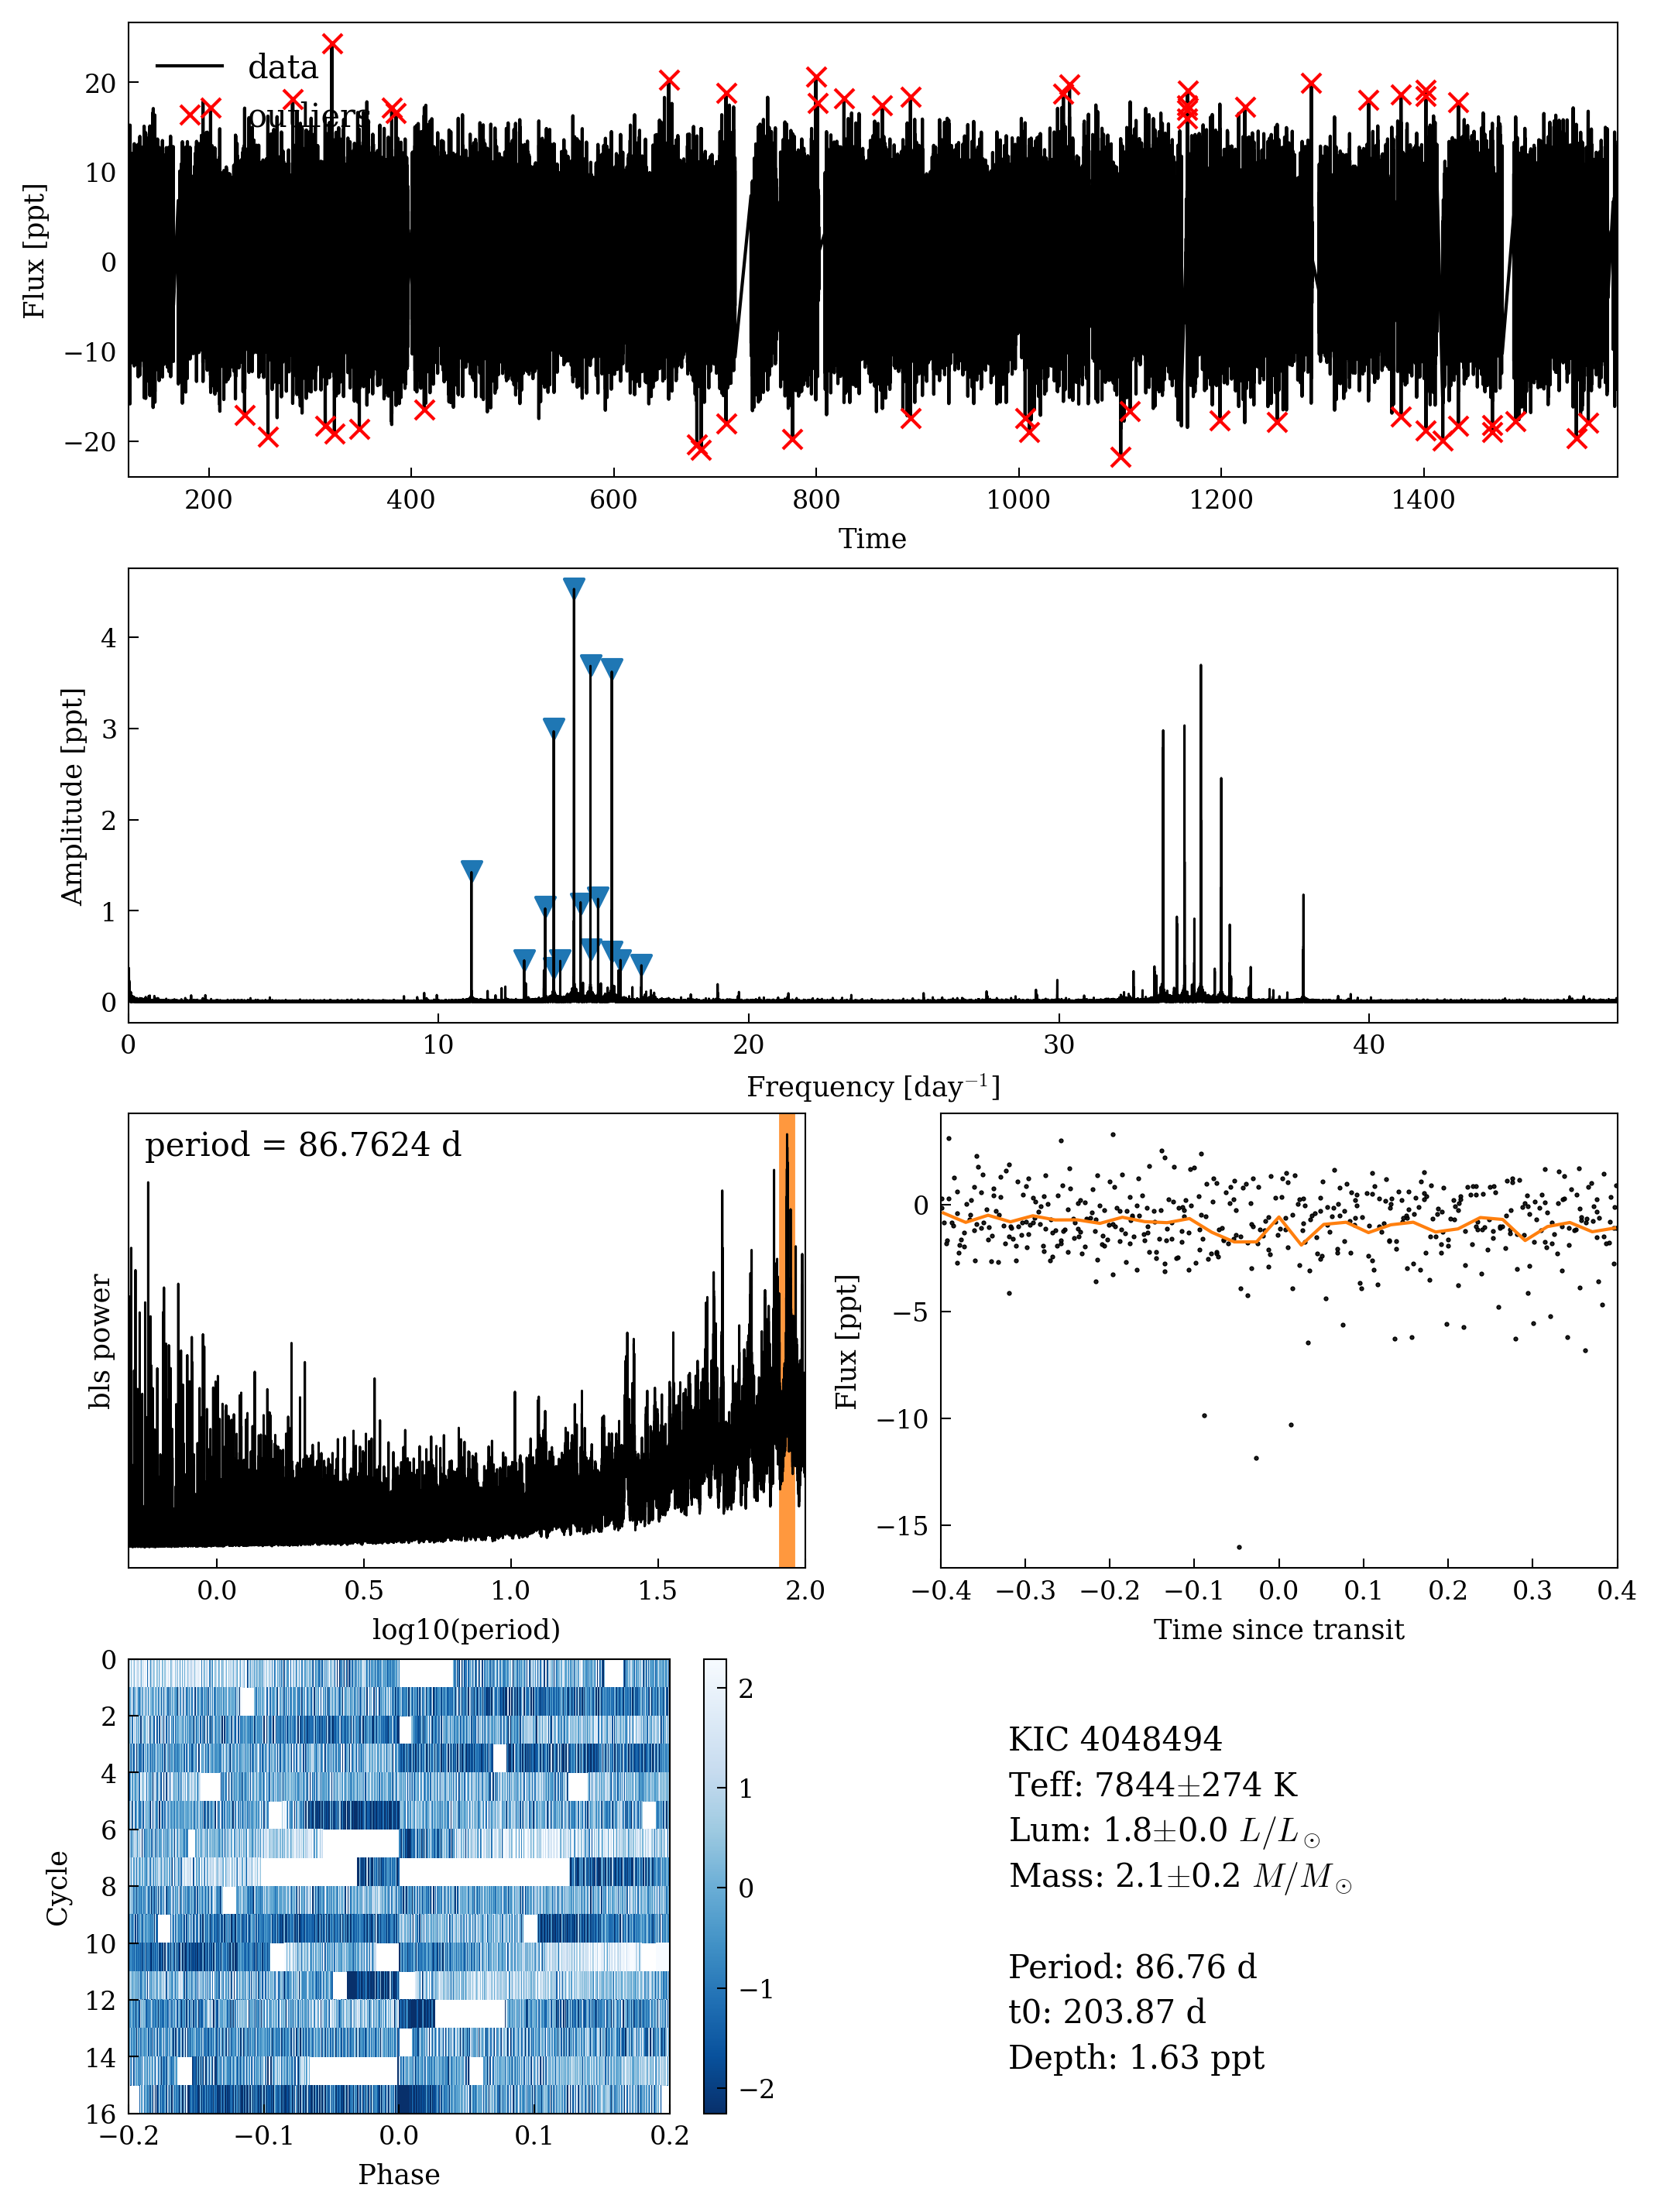 data
outliers
20
10
0
−10
−20
Flux [ppt]
200 400 600 800 1000 1200 1400
Time
4
3
2
1
0
Amplitude [ppt]
0 10 20 30 40
Frequency [day⁻¹]
period = 86.7624 d
bls power
0.0 0.5 1.0 1.5 2.0
log10(period)
0
−5
−10
−15
Flux [ppt]
−0.4 −0.3 −0.2 −0.1 0.0 0.1 0.2 0.3 0.4
Time since transit
0
2
4
6
8
10
12
14
16
Cycle
−0.2 −0.1 0.0 0.1 0.2
Phase
2
1
0
−1
−2
KIC 4048494
Teff: 7844±274 K
Lum: 1.8±0.0 L/L☉
Mass: 2.1±0.2 M/M☉
Period: 86.76 d
t0: 203.87 d
Depth: 1.63 ppt